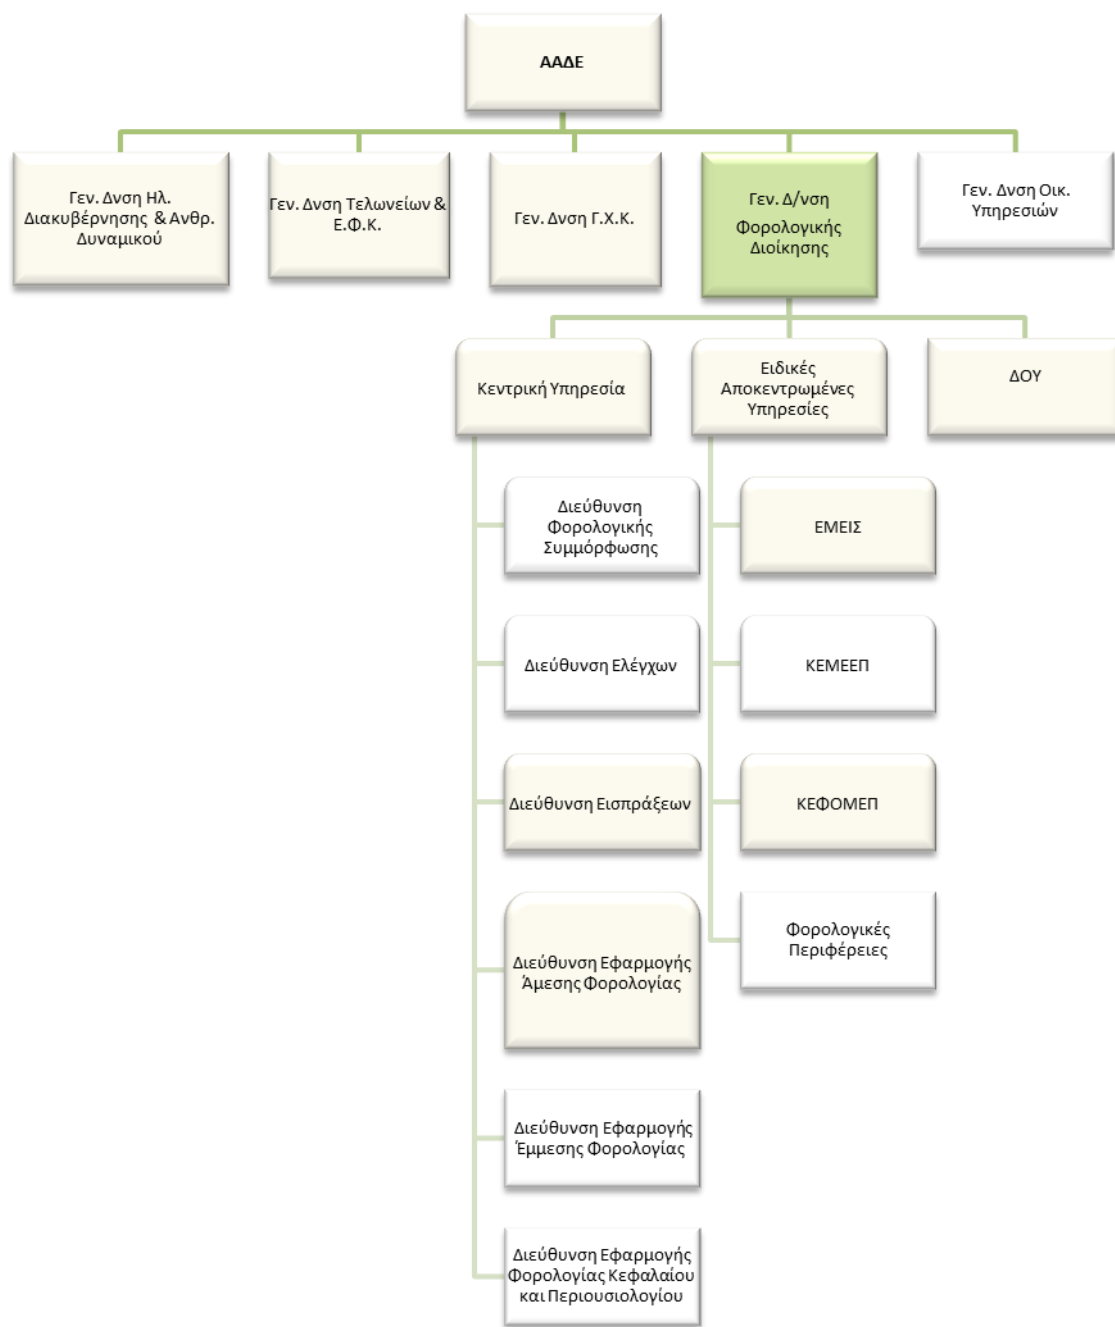 ΑΑΔΕ
Γεν. Δνση Ηλ.
Διακυβέρνησης & Ανθρ.
Δυναμικού
Γεν. Δνση Τελωνείων &
Ε.Φ.Κ.
Γεν. Δνση Γ.Χ.Κ.
Γεν. Δ/νση
Φορολογικής
Διοίκησης
Γεν. Δνση Οικ.
Υπηρεσιών
Κεντρική Υπηρεσία
Ειδικές
Αποκεντρωμένες
Υπηρεσίες
ΔΟΥ
Διεύθυνση
Φορολογικής
Συμμόρφωσης
Διεύθυνση Ελέγχων
Διεύθυνση Εισπράξεων
Διεύθυνση Εφαρμογής
Άμεσης Φορολογίας
Διεύθυνση Εφαρμογής
Έμμεσης Φορολογίας
Διεύθυνση Εφαρμογής
Φορολογίας Κεφαλαίου
και Περιουσιολογίου
ΕΜΕΙΣ
ΚΕΜΕΕΠ
ΚΕΦΟΜΕΠ
Φορολογικές
Περιφέρειες